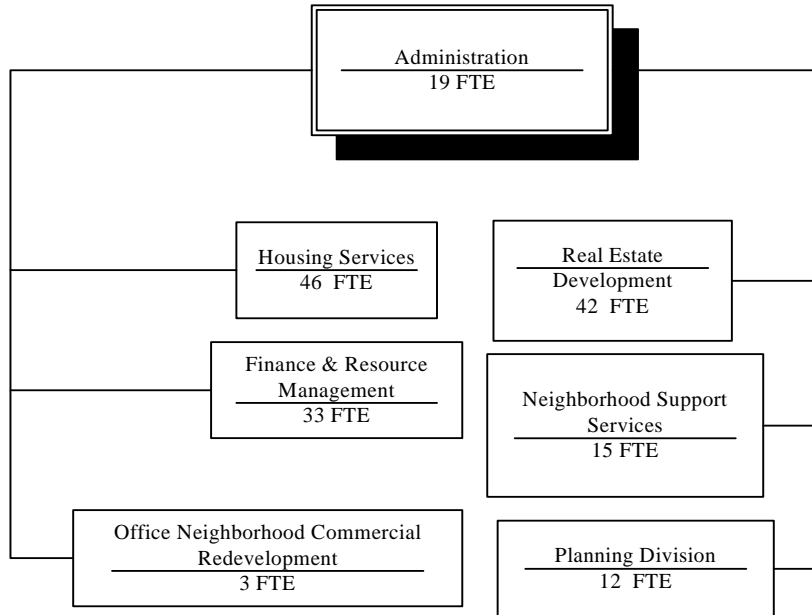 Administration
19 FTE
Housing Services
46 FTE
Real Estate
Development
42 FTE
Finance & Resource
Management
33 FTE
Neighborhood Support
Services
15 FTE
Office Neighborhood Commercial
Redevelopment
3 FTE
Planning Division
12 FTE